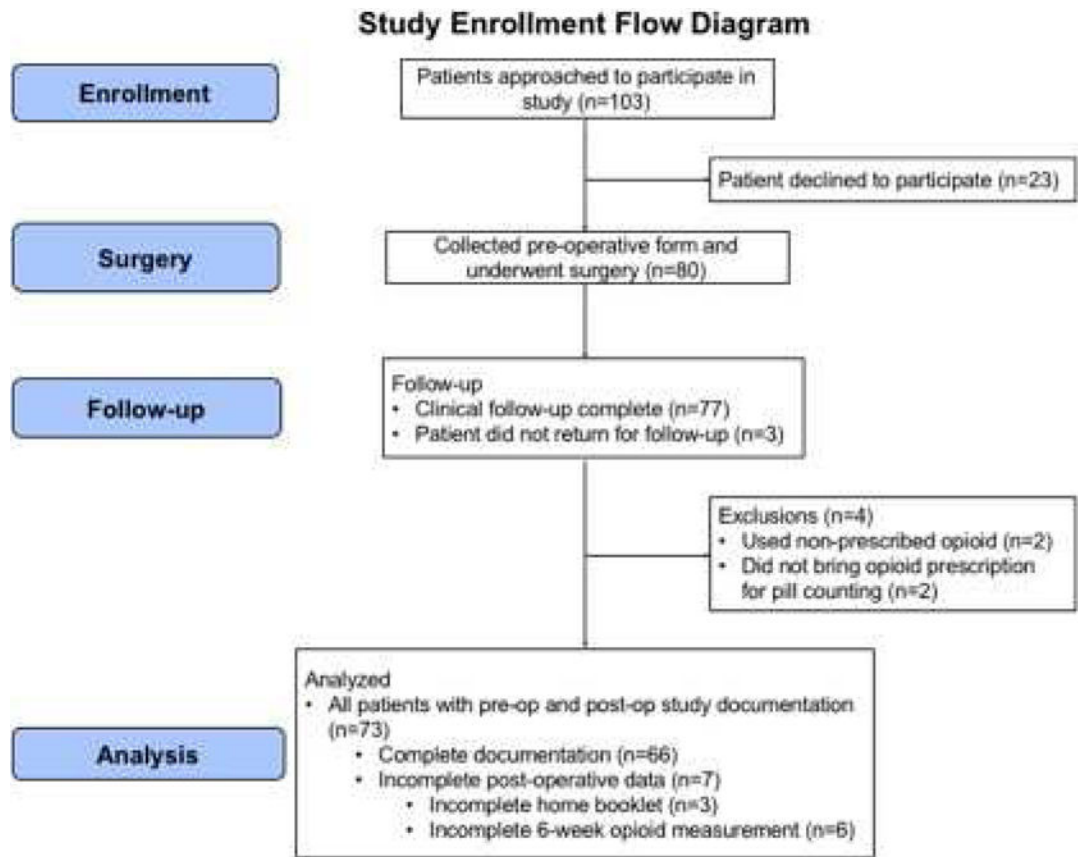 Study Enrollment Flow Diagram
Enrollment
Patients approached to participate in
study (n=103)
Patient declined to participate (n=23)
Surgery
Collected pre-operative form and
underwent surgery (n=80)
Follow-up
Follow-up
• Clinical follow-up complete (n=77)
• Patient did not return for follow-up (n=3)
Exclusions (n=4)
• Used non-prescribed opioid (n=2)
• Did not bring opioid prescription
for pill counting (n=2)
Analysis
Analyzed
• All patients with pre-op and post-op study documentation
(n=73)
• Complete documentation (n=66)
• Incomplete post-operative data (n=7)
• Incomplete home booklet (n=3)
• Incomplete 6-week opioid measurement (n=6)